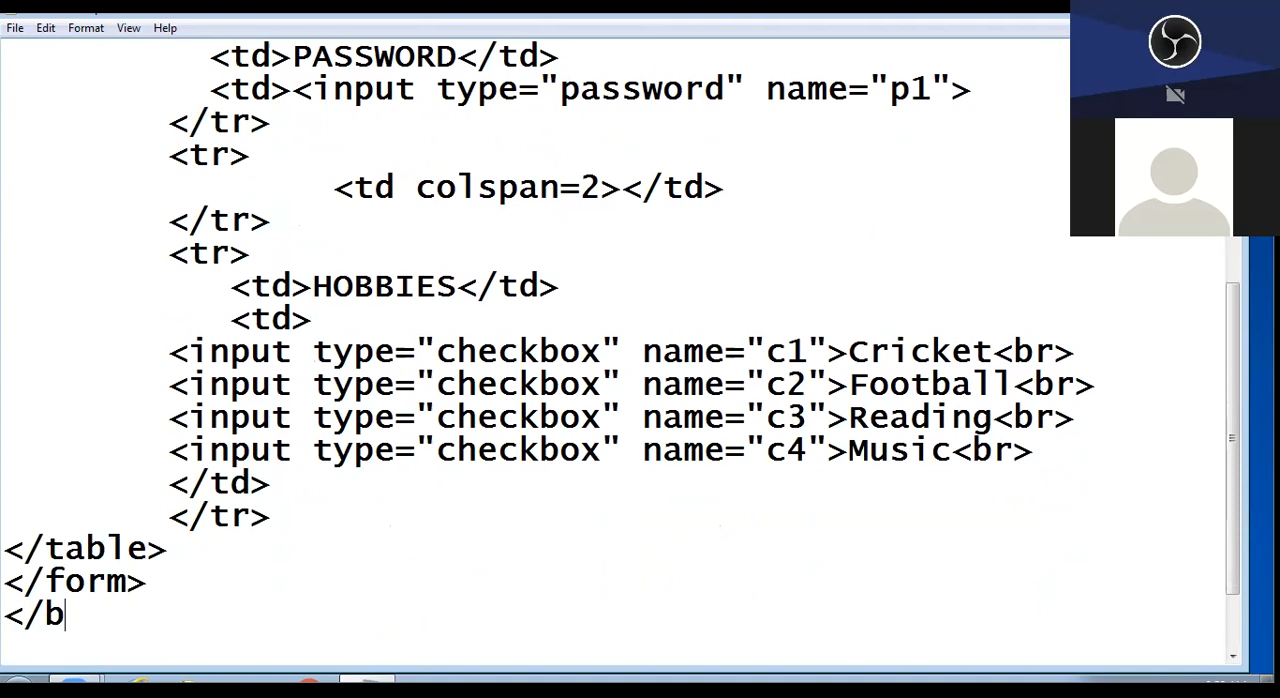 File Edit Format View Help
<td>PASSWORD</td>
<td><input type="password" name="p1">
</tr>
<tr>
<td colspan=2></td>
</tr>
<tr>
<td>HOBBIES</td>
<td>
<input type="checkbox" name="c1">Cricket<br>
<input type="checkbox" name="c2">Football<br>
<input type="checkbox" name="c3">Reading<br>
<input type="checkbox" name="c4">Music<br>
</td>
</tr>
</table>
</form>
</b